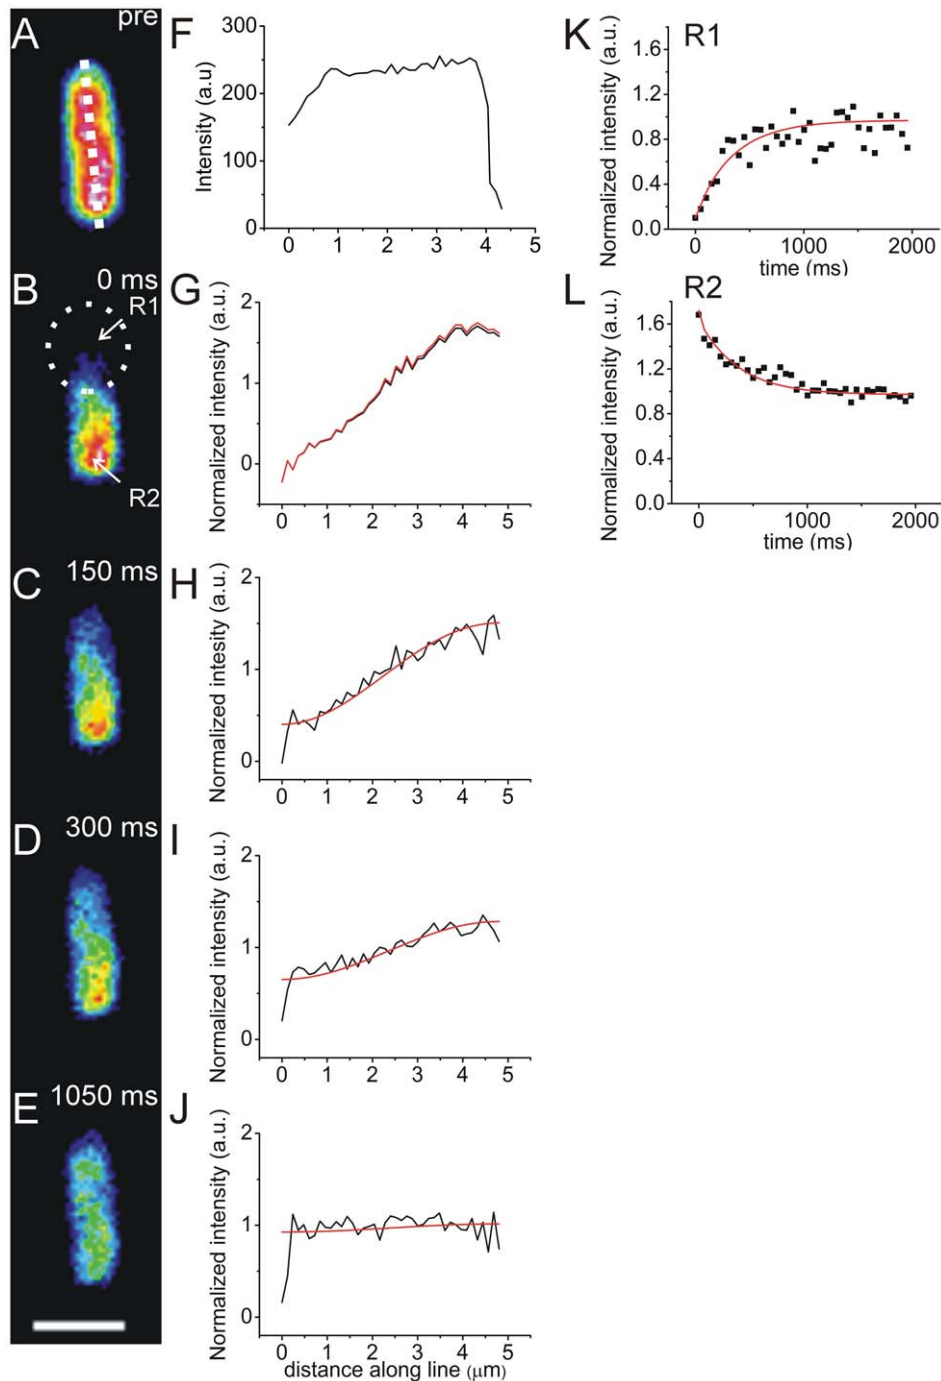 A
pre
F
Intensity (a.u)
300
200
100
0
0 1 2 3 4 5
K
R1
Normalized intensity (a.u.)
1.6
1.2
0.8
0.4
0.0
0 1000 2000
time (ms)
B
0 ms
R1
R2
G
Normalized intensity (a.u.)
2
1
0
0 1 2 3 4 5
L
R2
Normalized intensity (a.u.)
1.6
1.2
0.8
0.4
0.0
0 1000 2000
time (ms)
C
150 ms
H
Normalized intesity (a.u.)
2
1
0
0 1 2 3 4 5
D
300 ms
I
Normalized intensity (a.u.)
2
1
0
0 1 2 3 4 5
E
1050 ms
J
Normalized intensity (a.u.)
2
1
0
0 1 2 3 4 5
distance along line (μm)